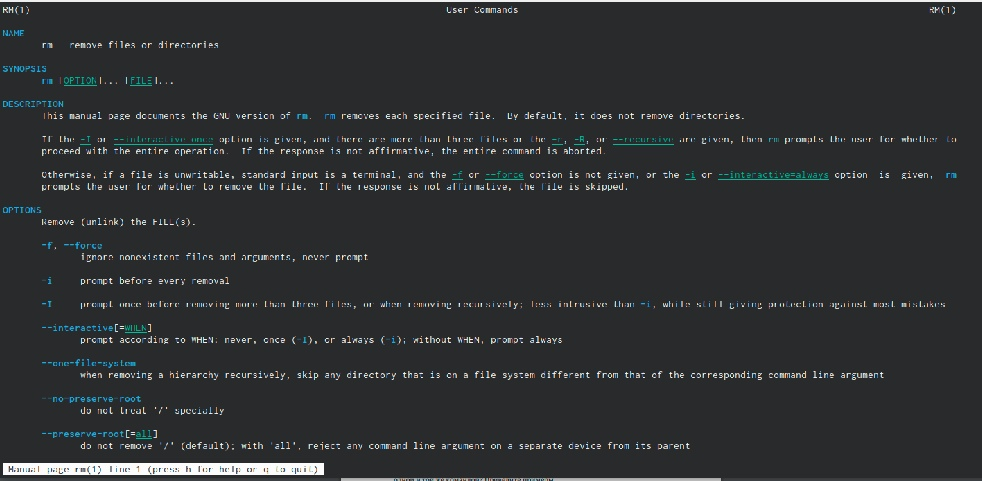 RM(1) User Commands RM(1)
NAME
rm - remove files or directories
SYNOPSIS
rm [OPTION]... [FILE]...
DESCRIPTION
This manual page documents the GNU version of rm. rm removes each specified file. By default, it does not remove directories.
If the -I or --interactive=once option is given, and there are more than three files or the -r, -R, or --recursive are given, then rm prompts the user for whether to
proceed with the entire operation. If the response is not affirmative, the entire command is aborted.
Otherwise, if a file is unwritable, standard input is a terminal, and the -f or --force option is not given, or the -i or --interactive=always option is given, rm
prompts the user for whether to remove the file. If the response is not affirmative, the file is skipped.
OPTIONS
Remove (unlink) the FILE(s).
-f, --force
ignore nonexistent files and arguments, never prompt
-i prompt before every removal
-I prompt once before removing more than three files, or when removing recursively; less intrusive than -i, while still giving protection against most mistakes
--interactive[=WHEN]
prompt according to WHEN: never, once (-I), or always (-i); without WHEN, prompt always
--one-file-system
when removing a hierarchy recursively, skip any directory that is on a file system different from that of the corresponding command line argument
--no-preserve-root
do not treat '/' specially
--preserve-root[=all]
do not remove '/' (default); with 'all', reject any command line argument on a separate device from its parent
Manual page rm(1) line 1 (press h for help or q to quit)